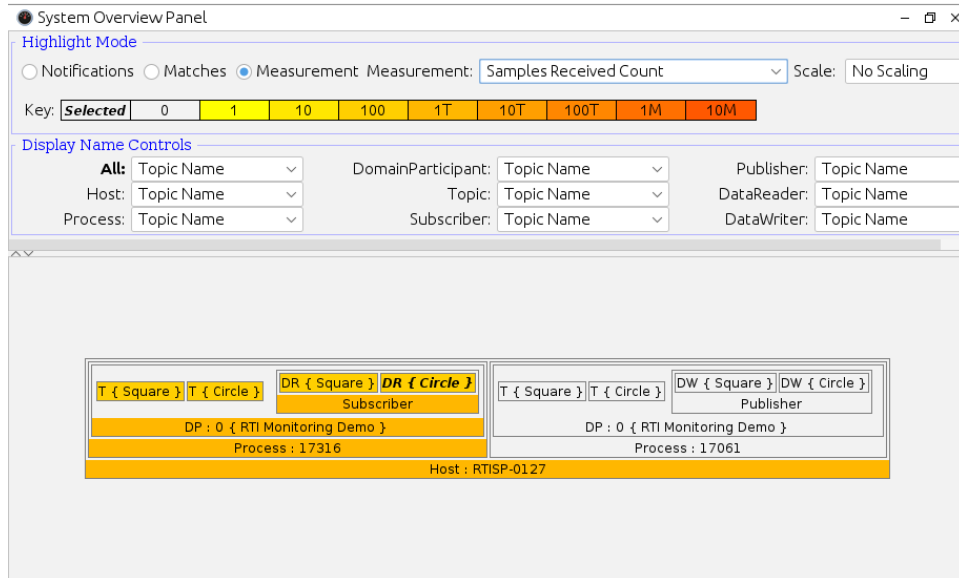 System Overview Panel
Highlight Mode
Notifications Matches Measurement Measurement: Samples Received Count Scale: No Scaling
Key: Selected 0 1 10 100 1T 10T 100T 1M 10M
Display Name Controls
All: Topic Name DomainParticipant: Topic Name Publisher: Topic Name
Host: Topic Name Topic: Topic Name DataReader: Topic Name
Process: Topic Name Subscriber: Topic Name DataWriter: Topic Name
T { Square } T { Circle } DR { Square } DR { Circle } T { Square } T { Circle } DW { Square } DW { Circle }
Subscriber Publisher
DP : 0 { RTI Monitoring Demo } DP : 0 { RTI Monitoring Demo }
Process : 17316 Process : 17061
Host : RTISP-0127